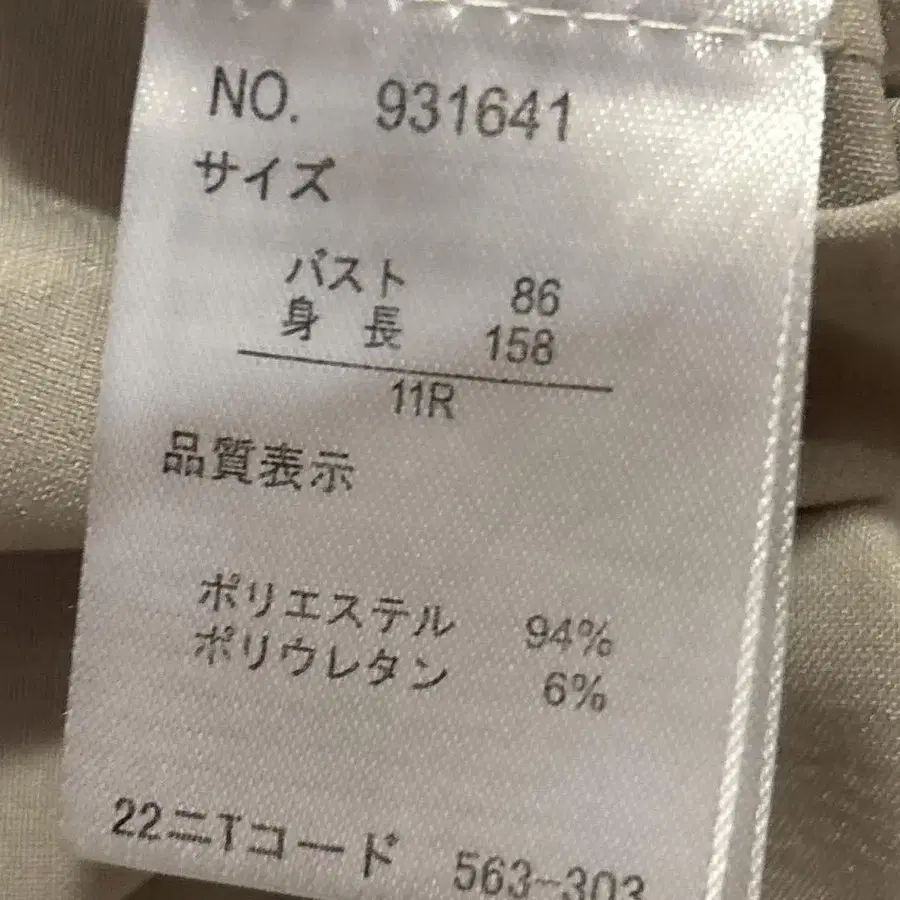 NO. 931641
サイズ
バスト 86
身 長 158
11R
品質表示
ポリエステル 94%
ポリウレタン 6%
22ニTコード 563-303